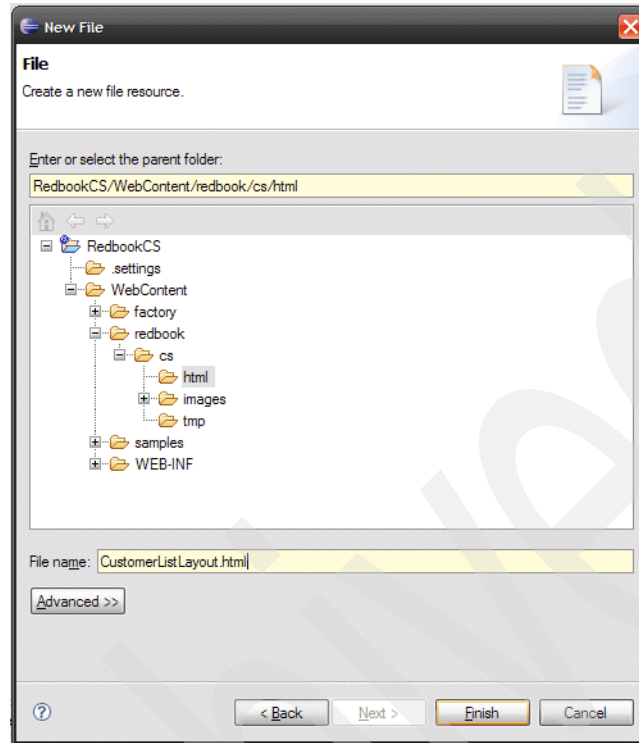 New File
File
Create a new file resource.
Enter or select the parent folder:
RedbookCS/WebContent/redbook/cs/html
RedbookCS
.settings
WebContent
factory
redbook
cs
html
images
tmp
samples
WEB-INF
File name: CustomerListLayout.html
Advanced >>
? < Back Next > Finish Cancel